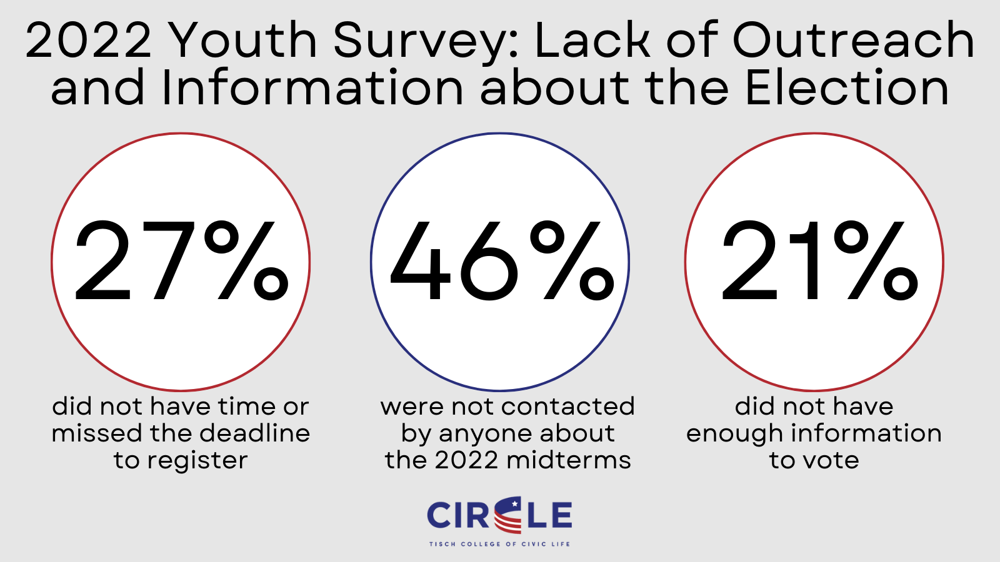 2022 Youth Survey: Lack of Outreach
and Information about the Election
27%
did not have time or
missed the deadline
to register
46%
were not contacted
by anyone about
the 2022 midterms
21%
did not have
enough information
to vote
CIRCLE
TISCH COLLEGE OF CIVIC LIFE